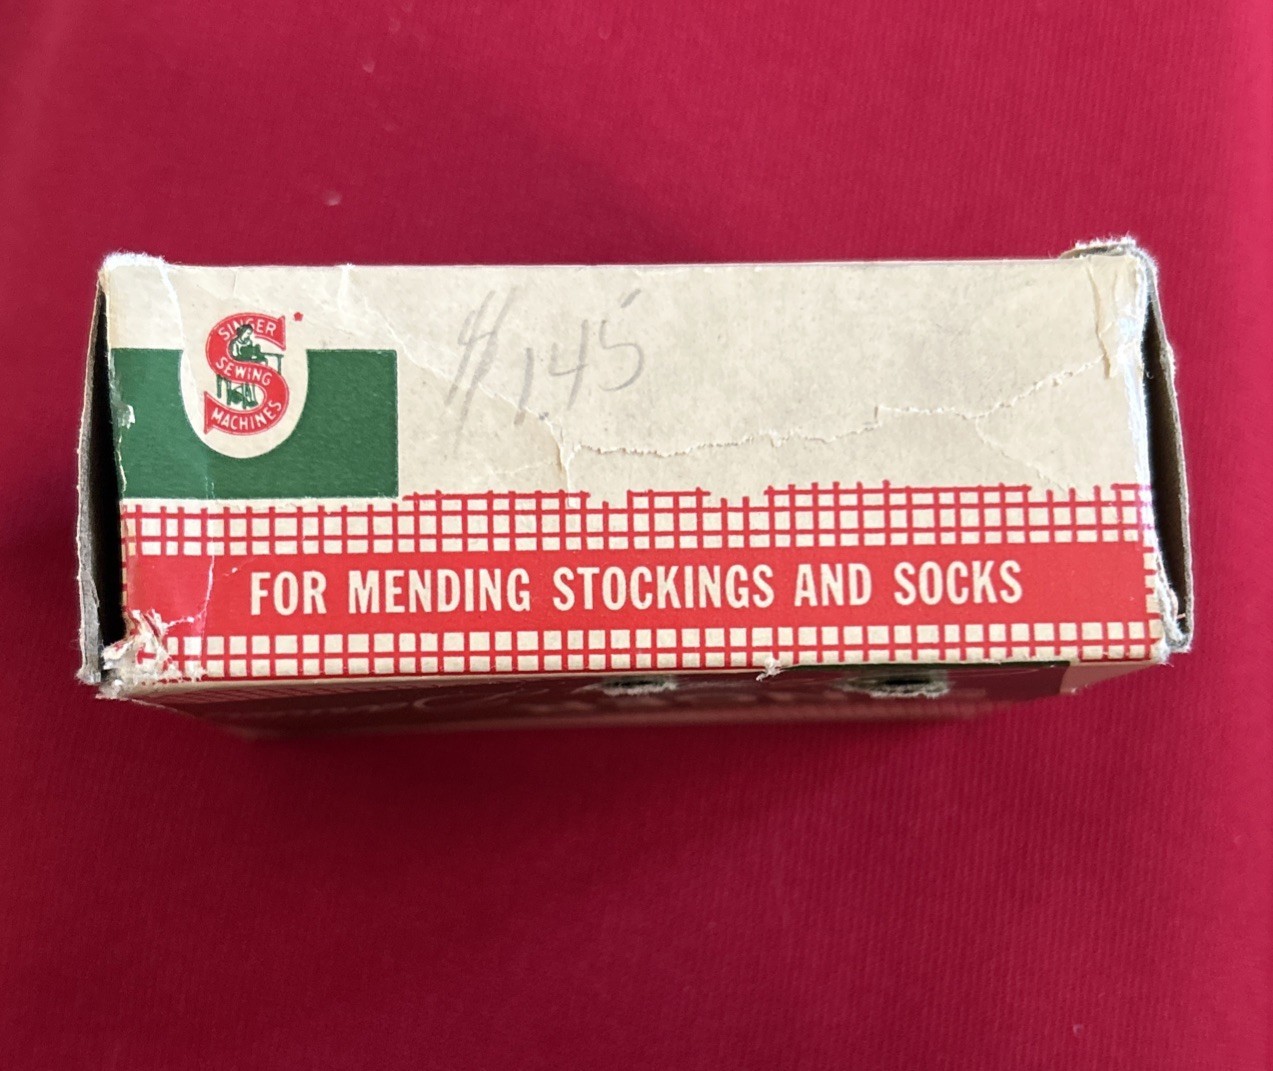 SINGER
SEWING
MACHINES
$1.45
FOR MENDING STOCKINGS AND SOCKS